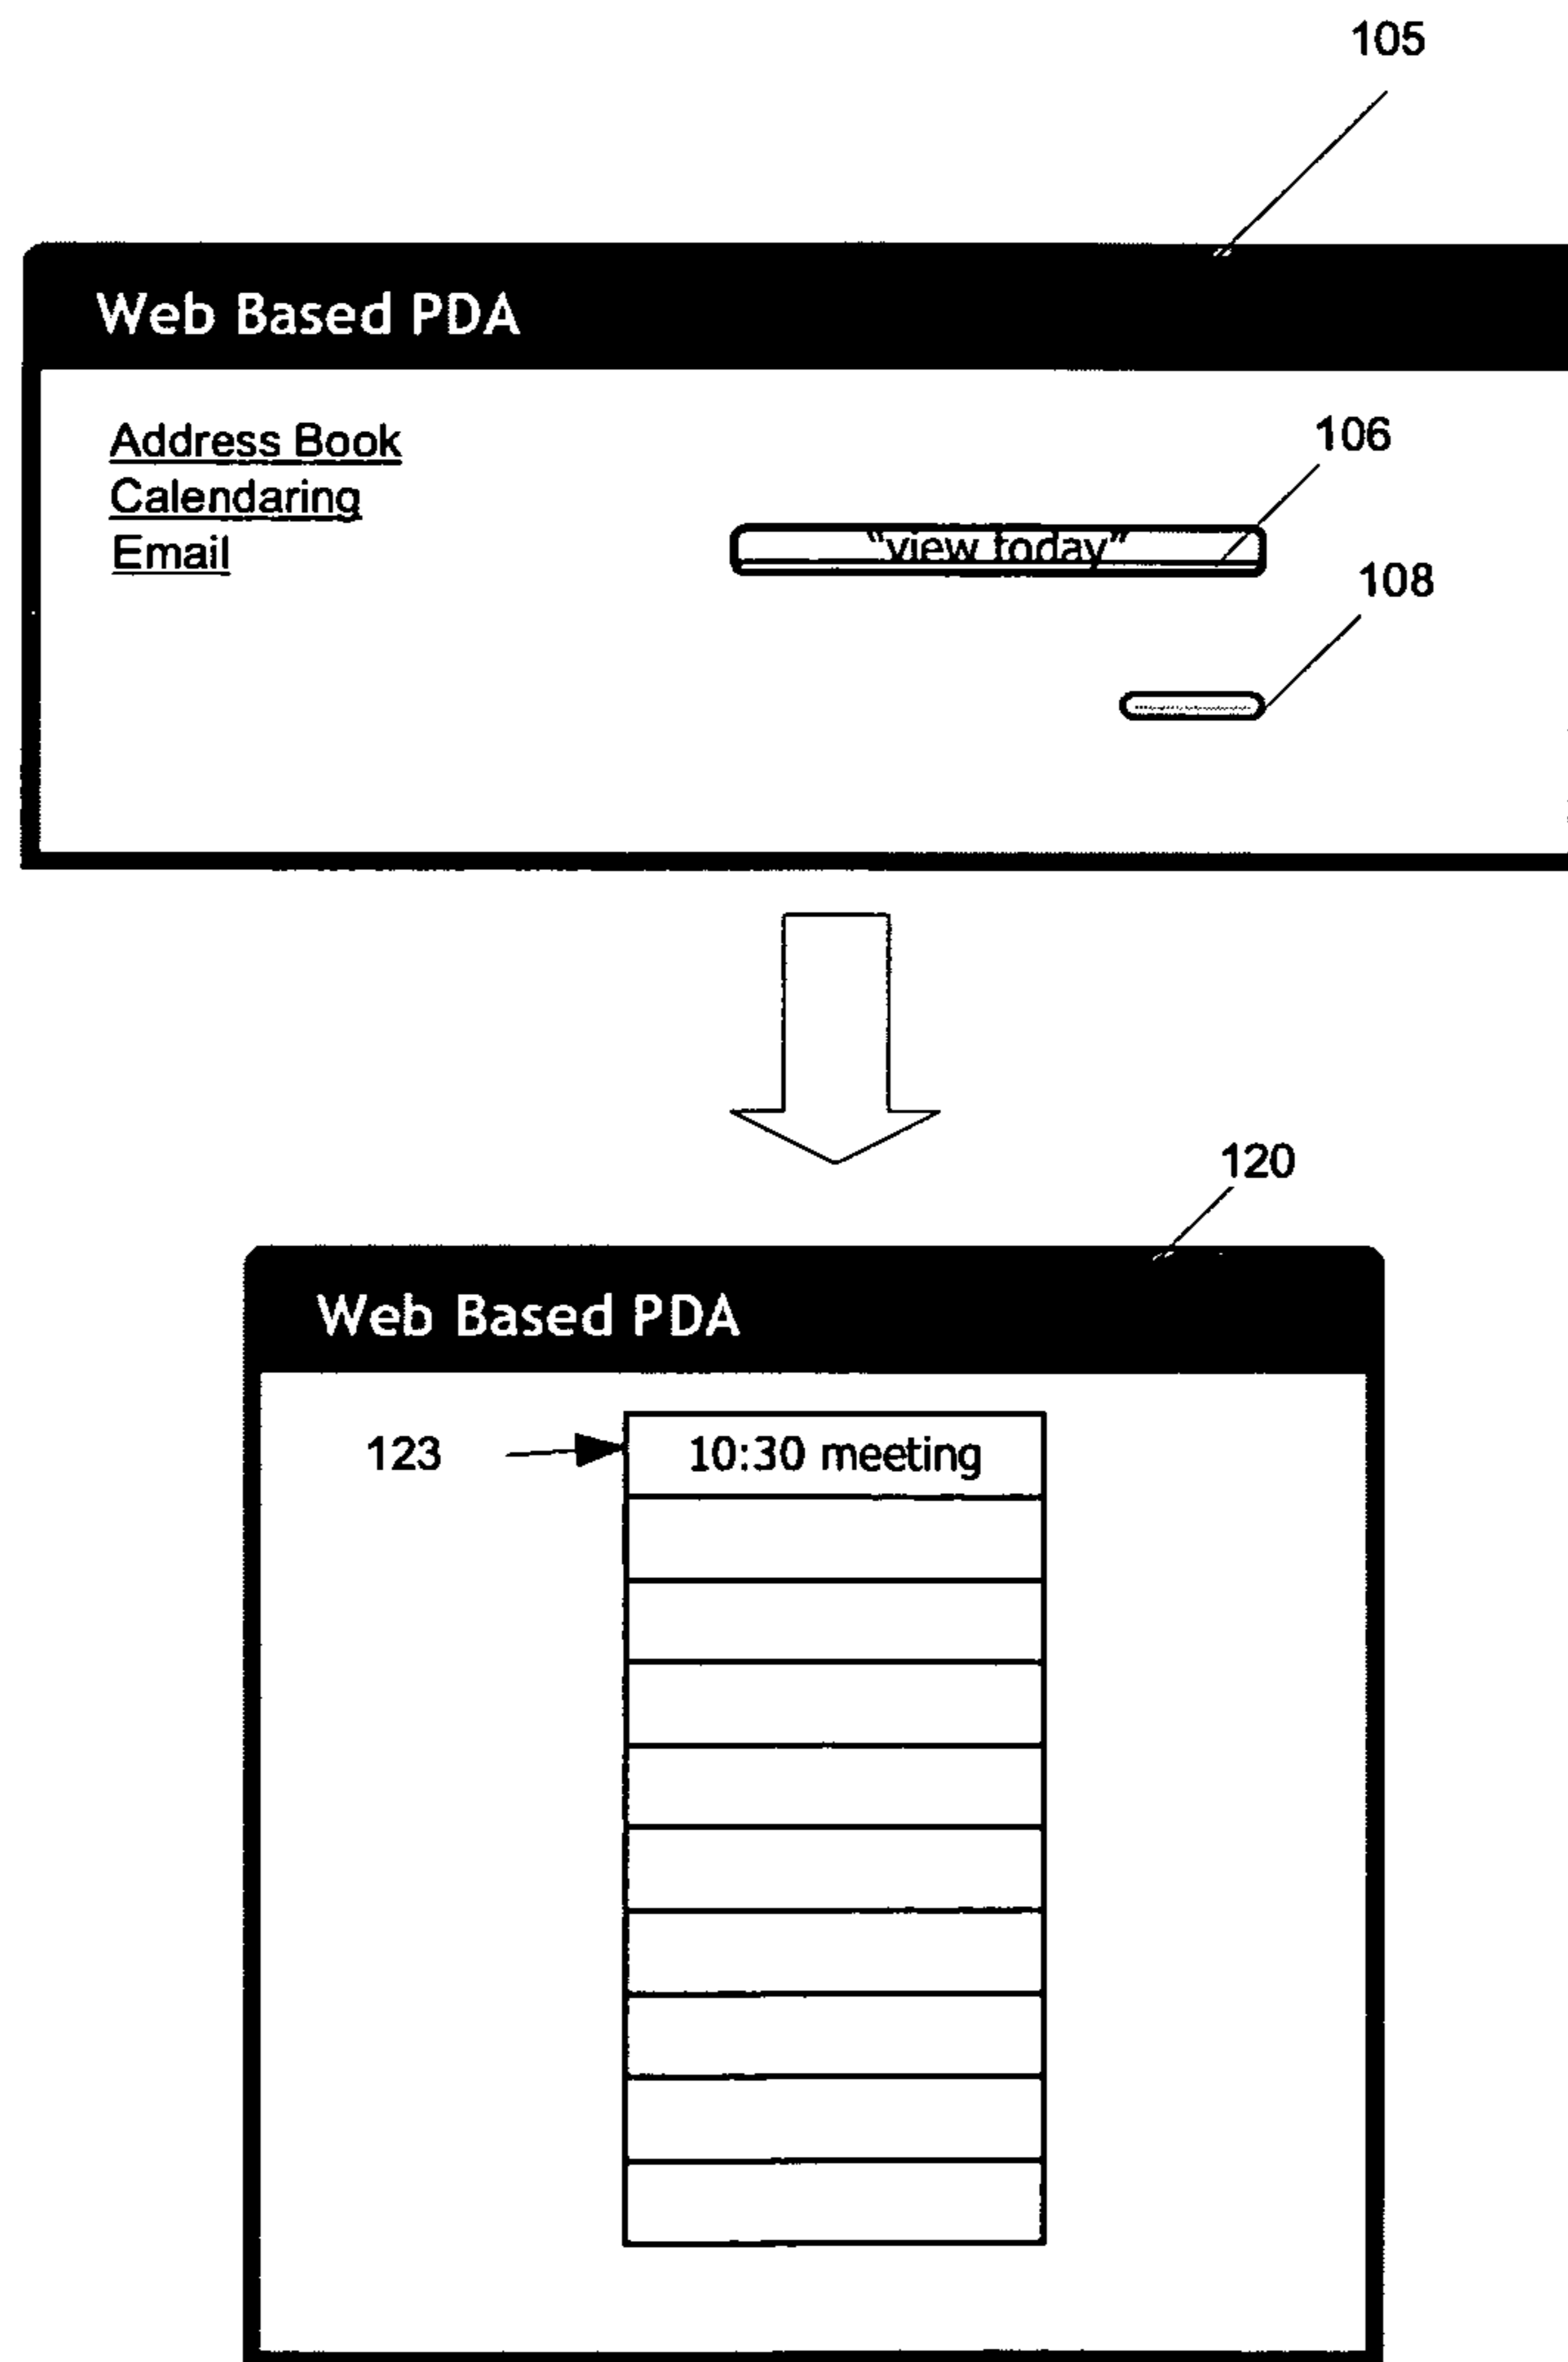 105
Web Based PDA
Address Book
106
Calendaring
Email
"view today"
108
120
Web Based PDA
123
10:30 meeting